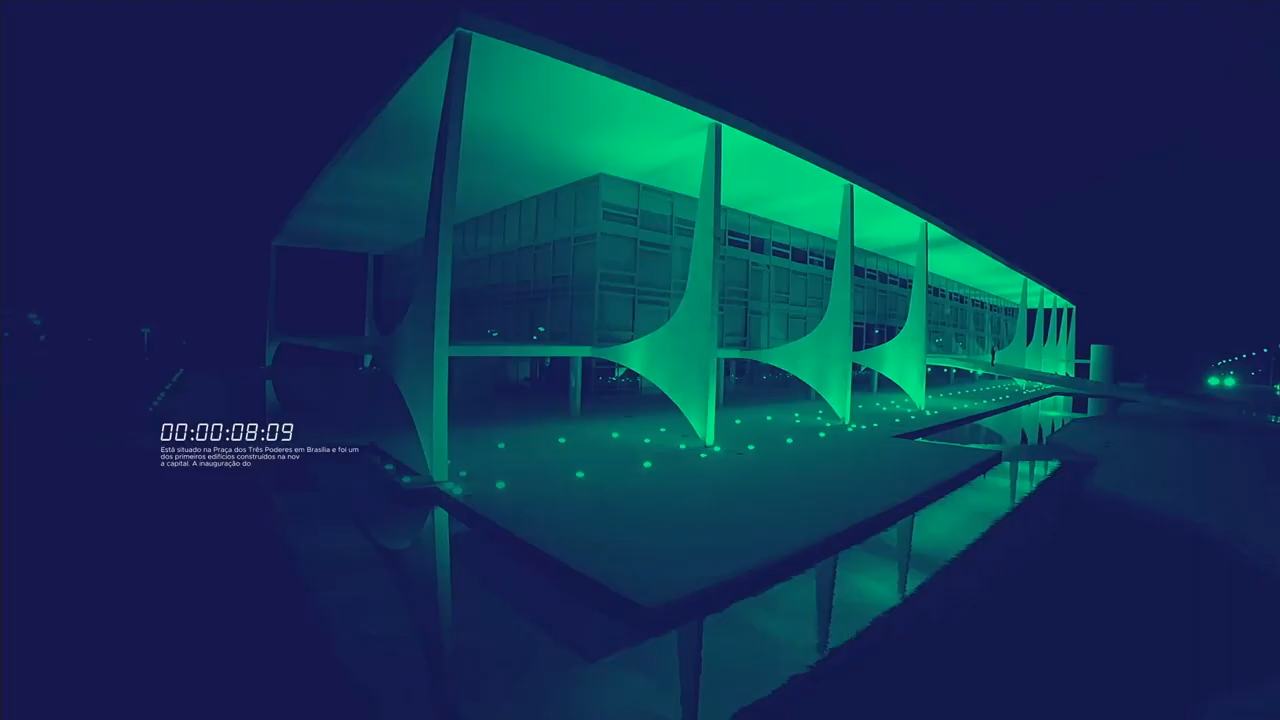 00:00:08:09
Está situado na Praça dos Três Poderes em Brasília e foi um
dos primeiros edifícios construídos na nov
a capital. A inauguração do